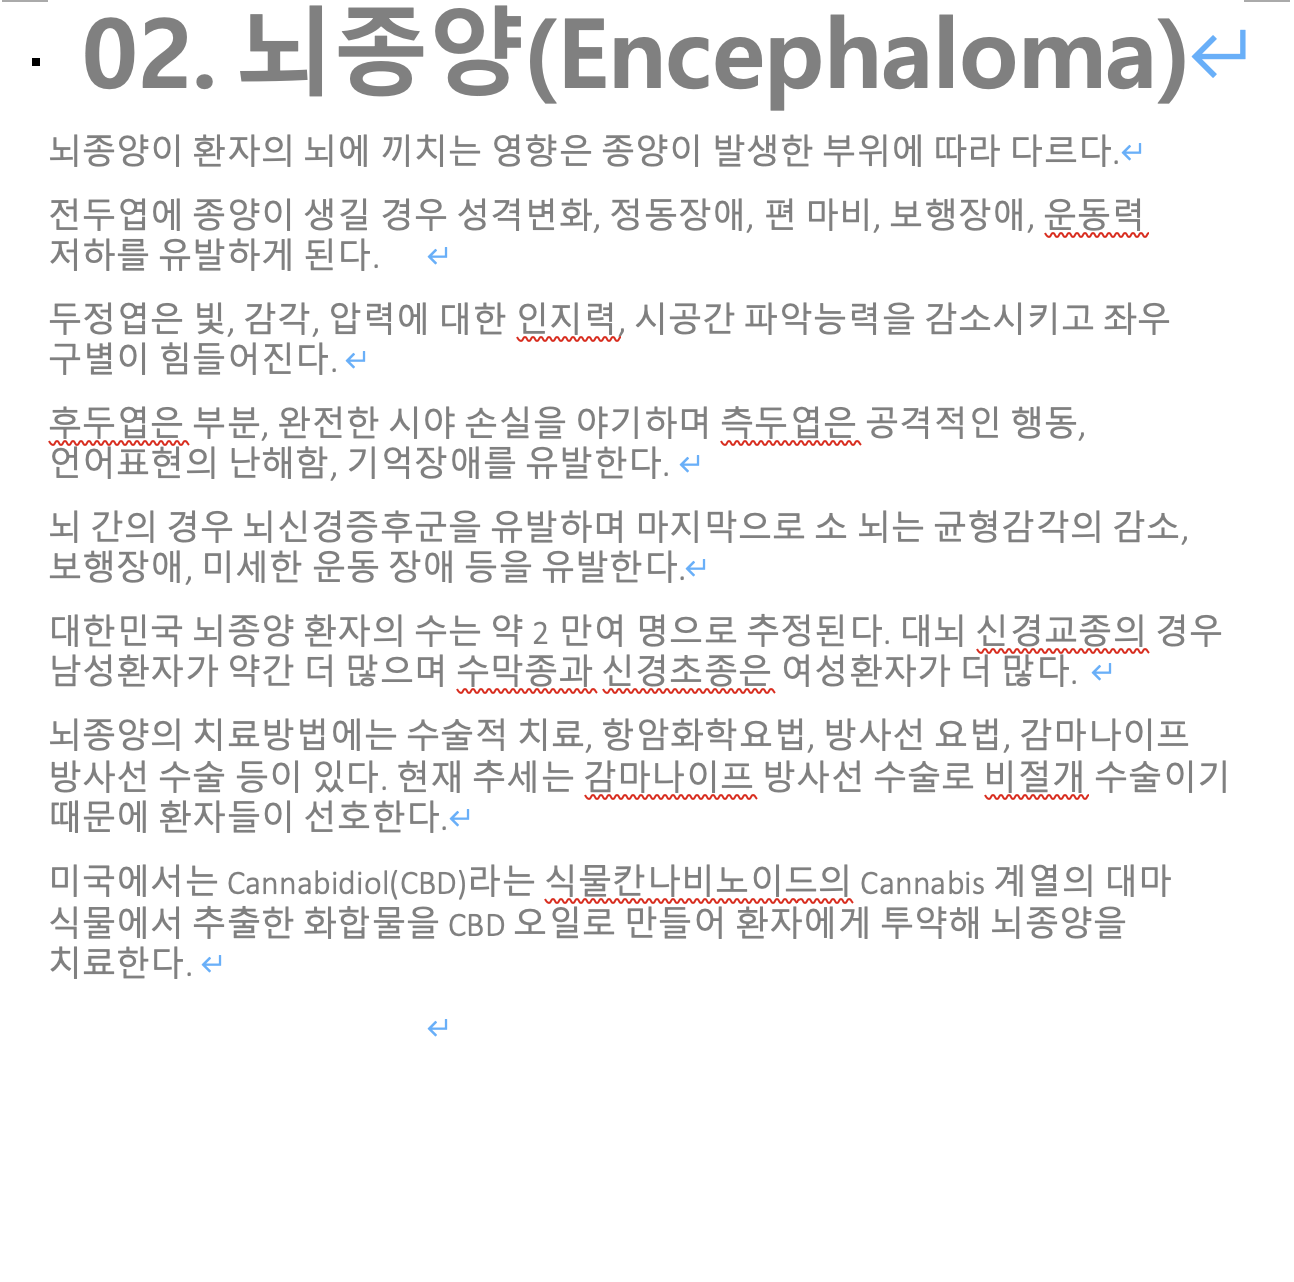 02. 뇌종양(Encephaloma)
뇌종양이 환자의 뇌에 끼치는 영향은 종양이 발생한 부위에 따라 다르다.
전두엽에 종양이 생길 경우 성격변화, 정동장애, 편 마비, 보행장애, 운동력
저하를 유발하게 된다.
두정엽은 빛, 감각, 압력에 대한 인지력, 시공간 파악능력을 감소시키고 좌우
구별이 힘들어진다.
후두엽은 부분, 완전한 시야 손실을 야기하며 측두엽은 공격적인 행동,
언어표현의 난해함, 기억장애를 유발한다.
뇌 간의 경우 뇌신경증후군을 유발하며 마지막으로 소 뇌는 균형감각의 감소,
보행장애, 미세한 운동 장애 등을 유발한다.
대한민국 뇌종양 환자의 수는 약 2 만여 명으로 추정된다. 대뇌 신경교종의 경우
남성환자가 약간 더 많으며 수막종과 신경초종은 여성환자가 더 많다.
뇌종양의 치료방법에는 수술적 치료, 항암화학요법, 방사선 요법, 감마나이프
방사선 수술 등이 있다. 현재 추세는 감마나이프 방사선 수술로 비절개 수술이기
때문에 환자들이 선호한다.
미국에서는 Cannabidiol(CBD)라는 식물칸나비노이드의 Cannabis 계열의 대마
식물에서 추출한 화합물을 CBD 오일로 만들어 환자에게 투약해 뇌종양을
치료한다.